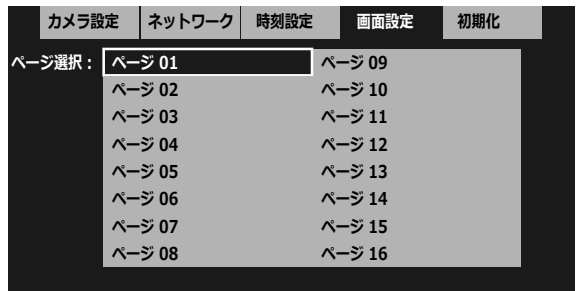 カメラ設定 ネットワーク 時刻設定 画面設定 初期化
ページ選択 : ページ 01 ページ 09
ページ 02 ページ 10
ページ 03 ページ 11
ページ 04 ページ 12
ページ 05 ページ 13
ページ 06 ページ 14
ページ 07 ページ 15
ページ 08 ページ 16